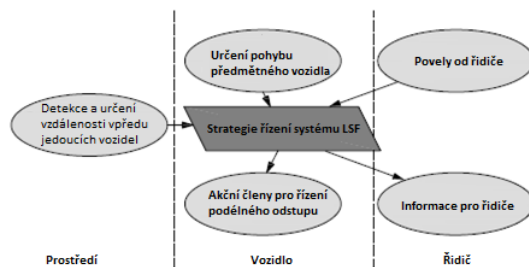 Určení pohybu
předmětného vozidla
Povely od řidiče
Detekce a určení
vzdálenosti vpředu
jedoucích vozidel
Strategie řízení systému LSF
Akční členy pro řízení
podélného odstupu
Informace pro řidiče
Prostředí
Vozidlo
Řidič